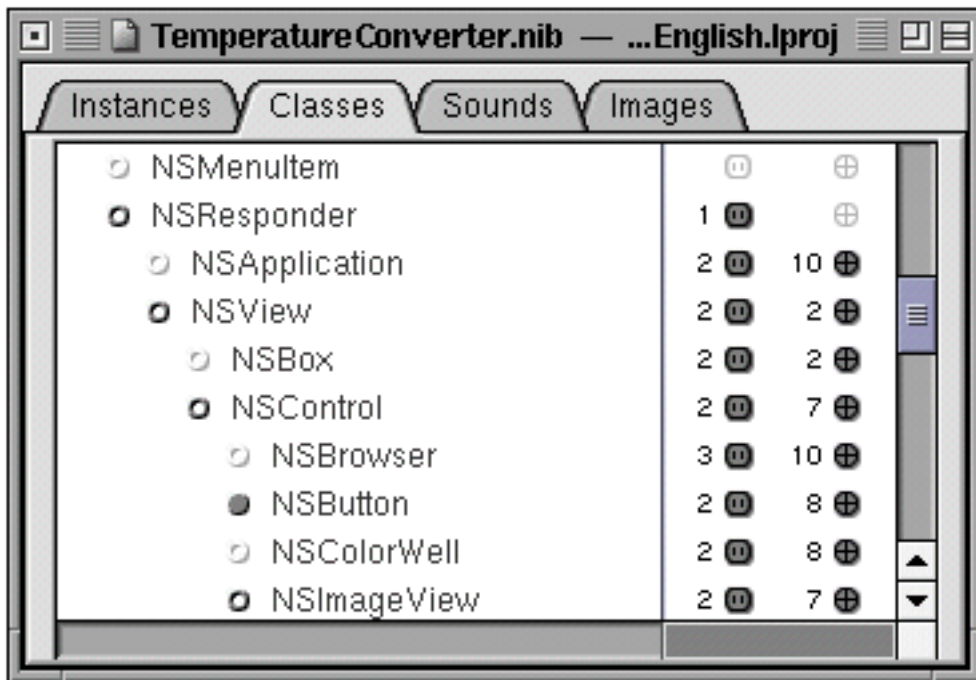 TemperatureConverter.nib — ...English.lproj
Instances Classes Sounds Images
NSMenuItem
NSResponder 1
NSApplication 2 10
NSView 2 2
NSBox 2 2
NSControl 2 7
NSBrowser 3 10
NSButton 2 8
NSColorWell 2 8
NSImageView 2 7